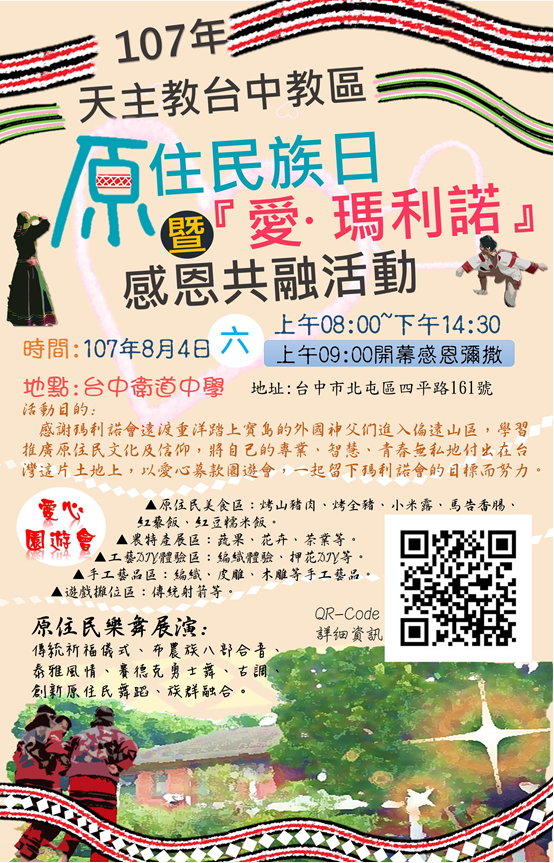 107年
天主教台中教區
原住民族日
暨『愛·瑪利諾』
感恩共融活動
時間:107年8月4日 六 上午08:00~下午14:30
上午09:00開幕感恩彌撒
地點:台中衛道中學 地址:台中市北屯區四平路161號
活動目的:
感謝瑪利諾會遠渡重洋踏上寶島的外國神父們進入偏遠山區,學習
推廣原住民文化及信仰,將自己的專業、智慧、青春無私地付出在台
灣這片土地上,以愛心募款園遊會,一起留下瑪利諾會的目標而努力。
愛心
園遊會
▲原住民美食區:烤山豬肉、烤全豬、小米露、馬告香腸、
紅藜飯、紅豆糯米飯。
▲農特產展區:蔬果、花卉、茶業等。
▲工藝DIY體驗區:編織體驗、押花DIY等。
▲手工藝品區:編織、皮雕、木雕等手工藝品。
▲遊戲攤位區:傳統射箭等。
QR-Code
詳細資訊
原住民樂舞展演:
傳統祈福儀式、布農族八部合音、
泰雅風情、賽德克勇士舞、古調、
創新原住民舞蹈、族群融合。